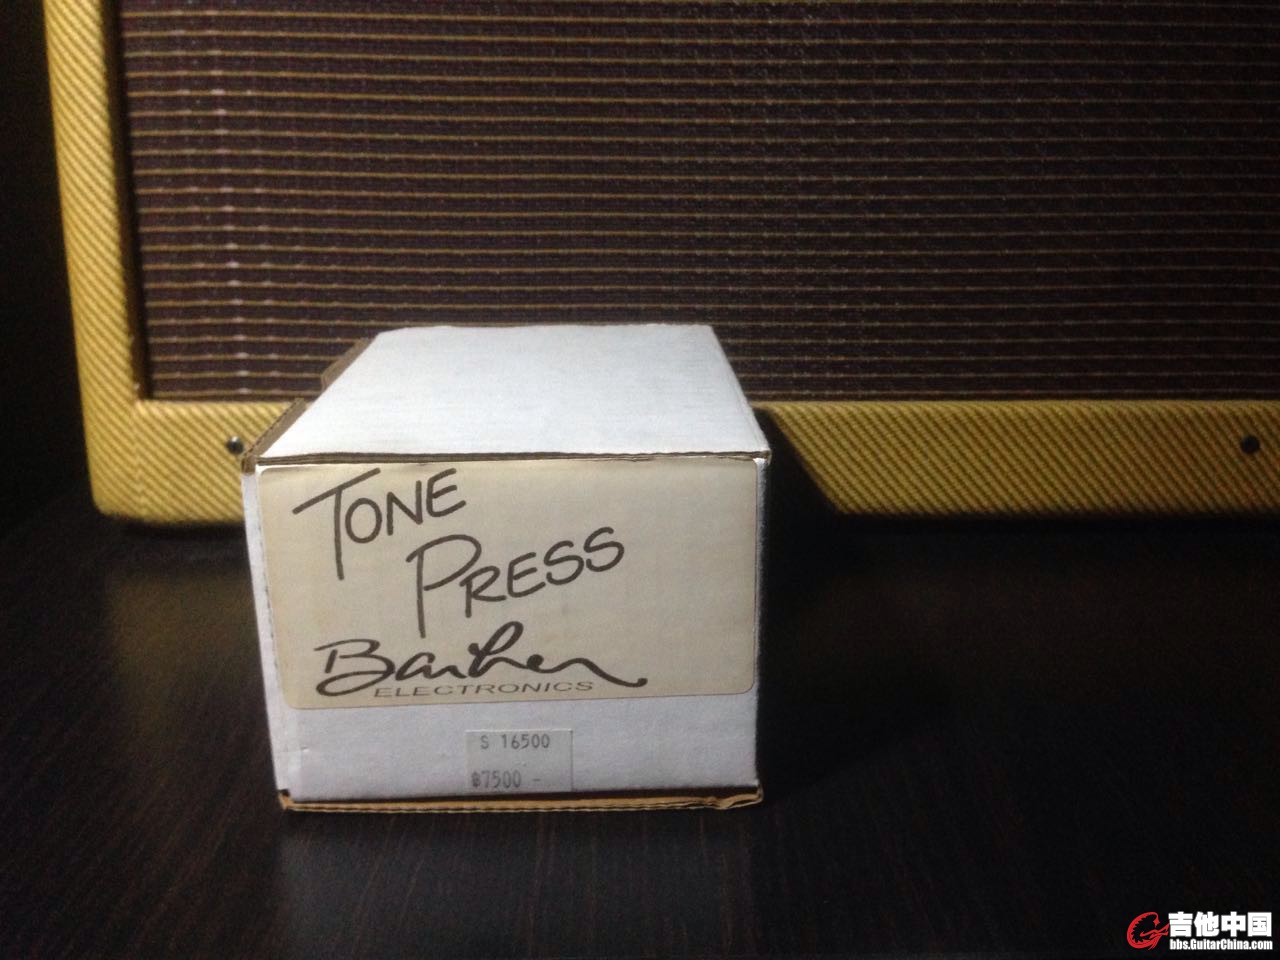 TONE
PRESS
Barber
ELECTRONICS
S 16500
฿7500 -
吉他中国
bbs.GuitarChina.com